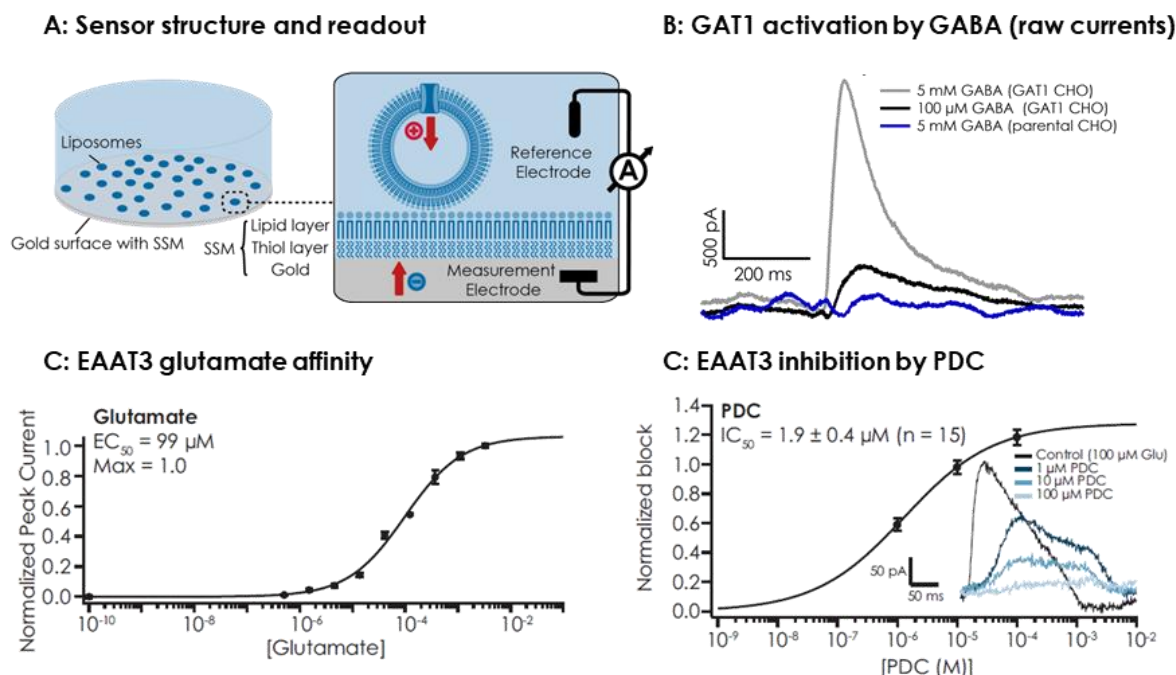 A: Sensor structure and readout
Liposomes
Gold surface with SSM
SSM
Lipid layer
Thiol layer
Gold
+
Reference
Electrode
A
Measurement
Electrode
−
B: GAT1 activation by GABA (raw currents)
5 mM GABA (GAT1 CHO)
100 µM GABA (GAT1 CHO)
5 mM GABA (parental CHO)
500 pA
200 ms
C: EAAT3 glutamate affinity
Normalized Peak Current
Glutamate
EC50 = 99 µM
Max = 1.0
1.0
0.8
0.6
0.4
0.2
0.0
10-10 10-8 10-6 10-4 10-2
[Glutamate]
C: EAAT3 inhibition by PDC
Normalized block
1.4
1.2
1.0
0.8
0.6
0.4
0.2
0.0
PDC
IC50 = 1.9 ± 0.4 µM (n = 15)
Control (100 µM Glu)
1 µM PDC
10 µM PDC
100 µM PDC
50 pA
50 ms
10-9 10-8 10-7 10-6 10-5 10-4 10-3 10-2
[PDC (M)]